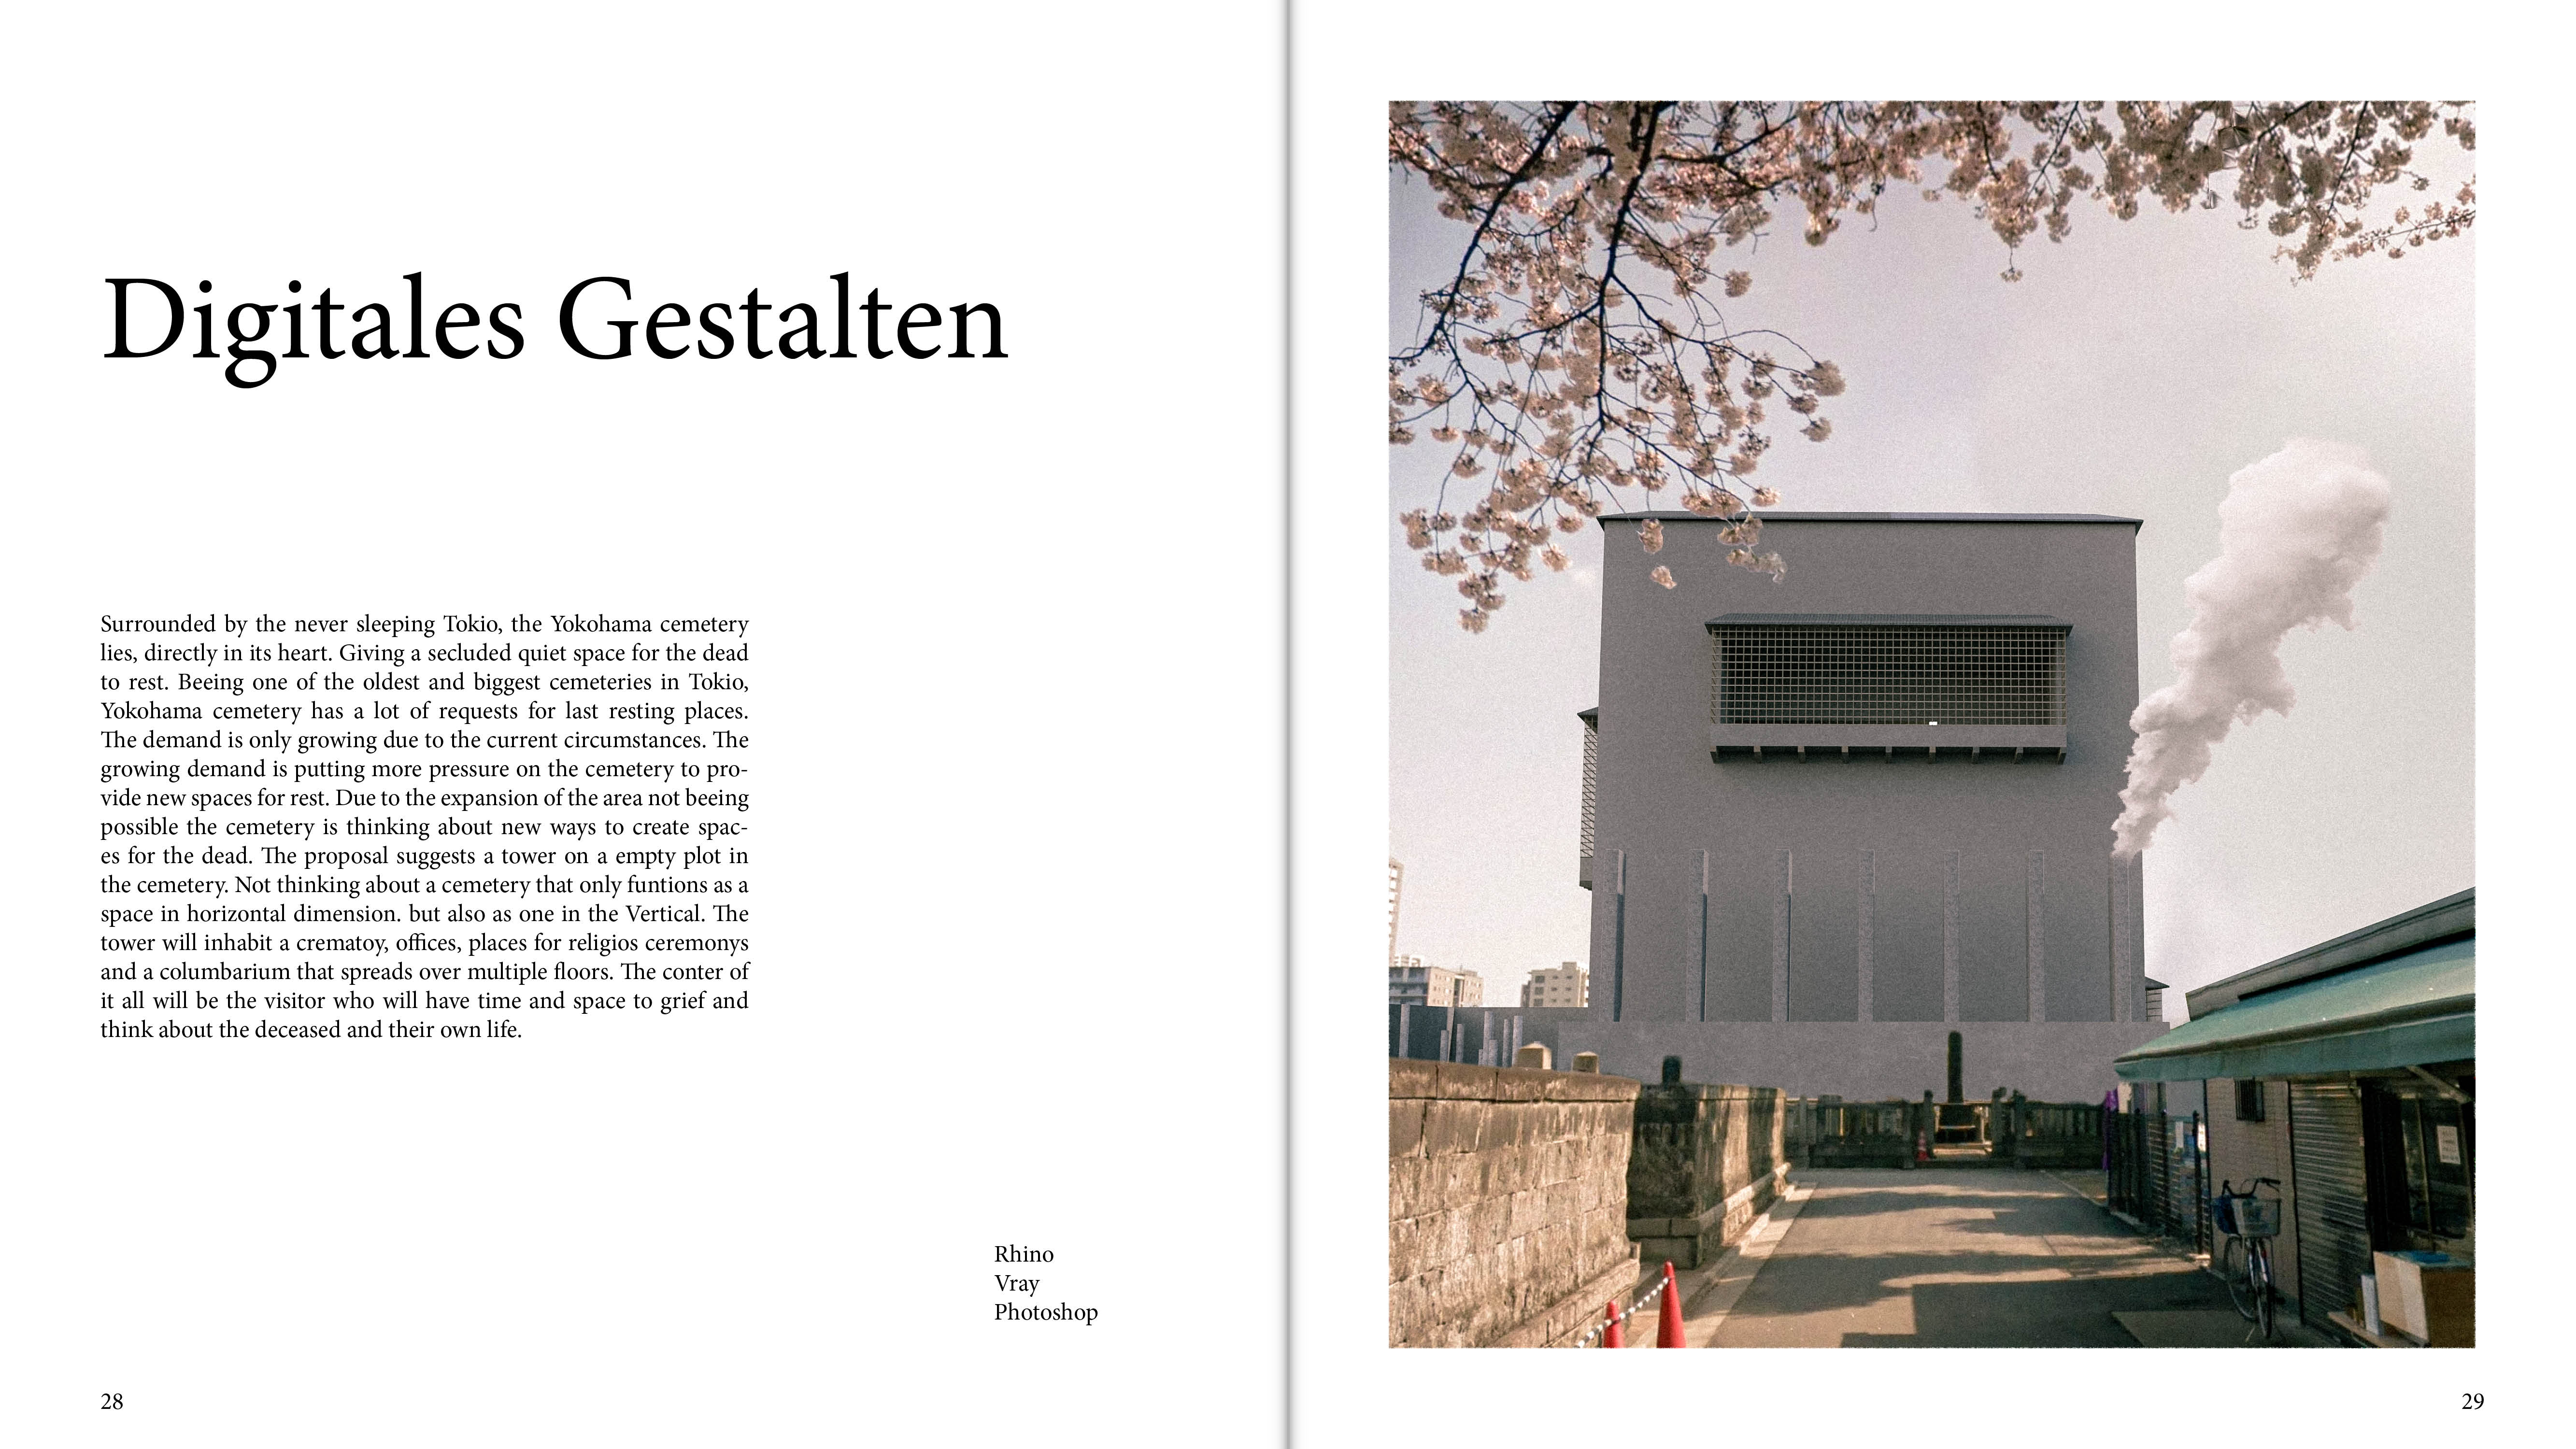 Digitales Gestalten
Surrounded by the never sleeping Tokio, the Yokohama cemetery
lies, directly in its heart. Giving a secluded quiet space for the dead
to rest. Beeing one of the oldest and biggest cemeteries in Tokio,
Yokohama cemetery has a lot of requests for last resting places.
The demand is only growing due to the current circumstances. The
growing demand is putting more pressure on the cemetery to pro-
vide new spaces for rest. Due to the expansion of the area not beeing
possible the cemetery is thinking about new ways to create spac-
es for the dead. The proposal suggests a tower on a empty plot in
the cemetery. Not thinking about a cemetery that only funtions as a
space in horizontal dimension. but also as one in the Vertical. The
tower will inhabit a crematoy, offices, places for religios ceremonys
and a columbarium that spreads over multiple floors. The conter of
it all will be the visitor who will have time and space to grief and
think about the deceased and their own life.
Rhino
Vray
Photoshop
28
29